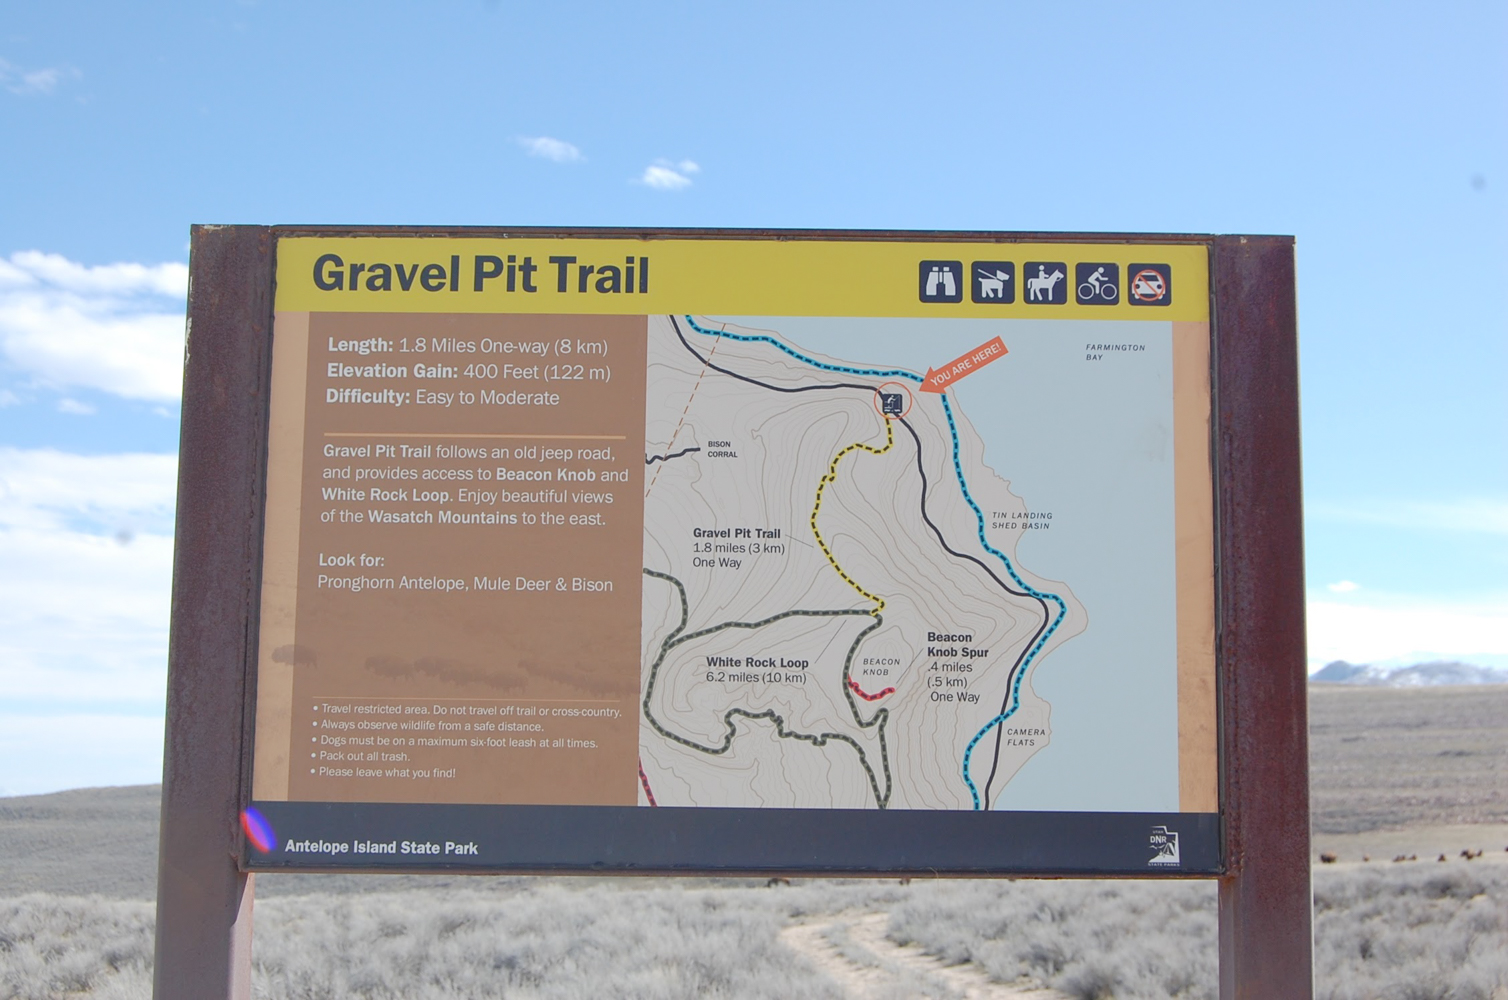 Gravel Pit Trail
Length: 1.8 Miles One-way (8 km)
Elevation Gain: 400 Feet (122 m)
Difficulty: Easy to Moderate
Gravel Pit Trail follows an old jeep road,
and provides access to Beacon Knob and
White Rock Loop. Enjoy beautiful views
of the Wasatch Mountains to the east.
Look for:
Pronghorn Antelope, Mule Deer & Bison
• Travel restricted area. Do not travel off trail or cross-country.
• Always observe wildlife from a safe distance.
• Dogs must be on a maximum six-foot leash at all times.
• Pack out all trash.
• Please leave what you find!
YOU ARE HERE!
FARMINGTON
BAY
BISON
CORRAL
TIN LANDING
SHED BASIN
Gravel Pit Trail
1.8 miles (3 km)
One Way
White Rock Loop
6.2 miles (10 km)
BEACON
KNOB
Beacon
Knob Spur
.4 miles
(.5 km)
One Way
CAMERA
FLATS
Antelope Island State Park
UTAH
DNR
STATE PARKS